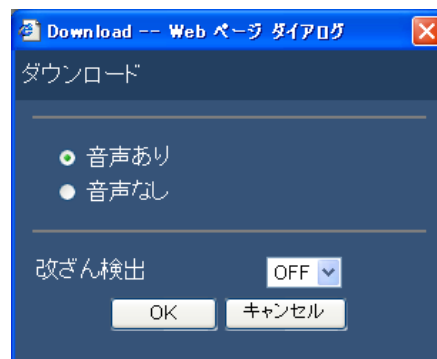 Download -- Web ページ ダイアログ
ダウンロード
音声あり
音声なし
改ざん検出 OFF
OK キャンセル